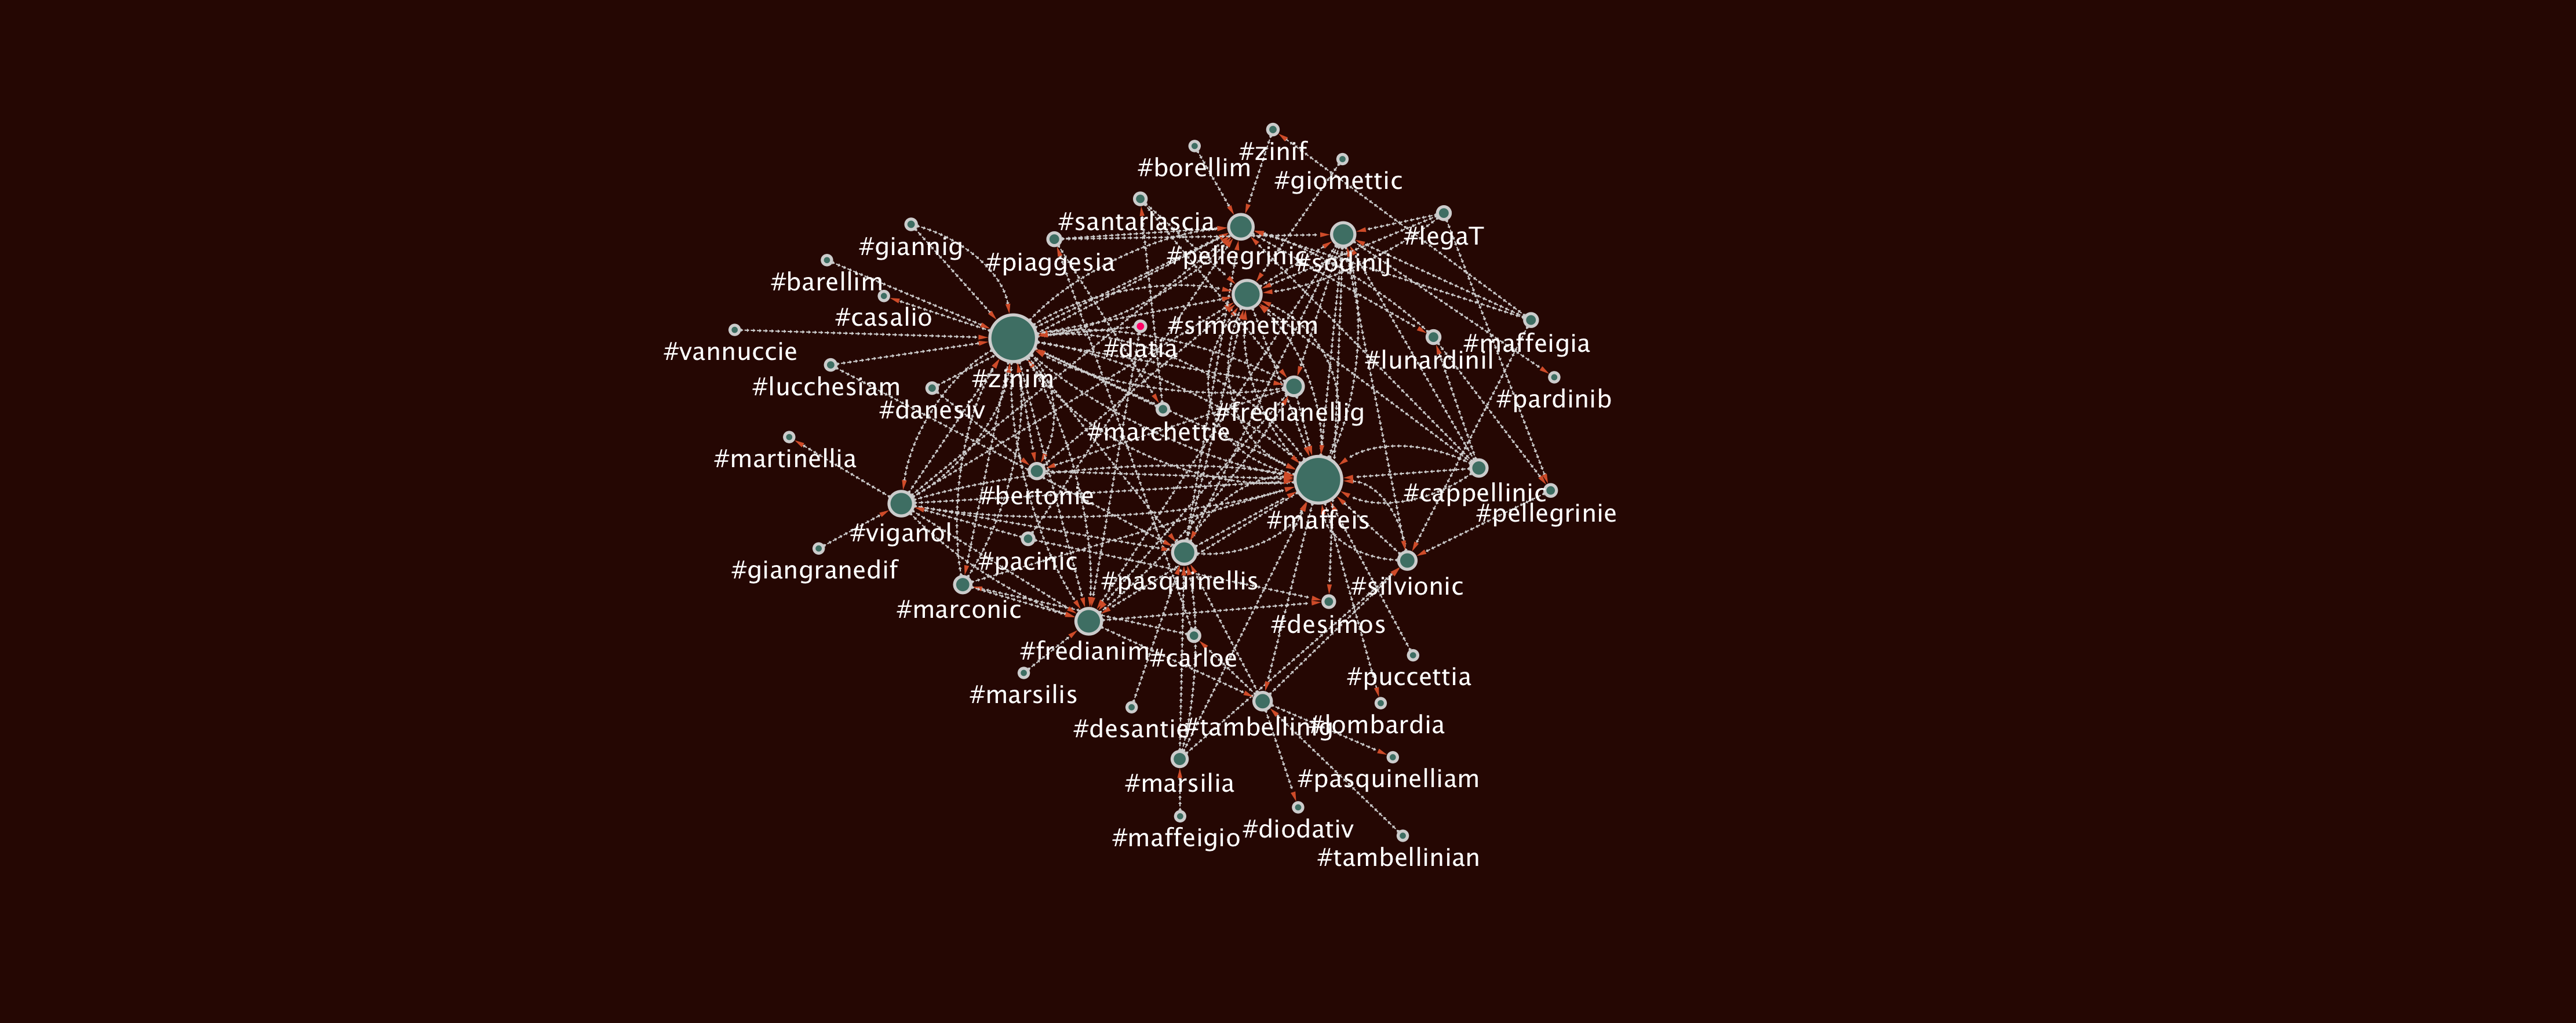 #zinif
#borellim
#giomettic
#santarlascja
#legaT
#giannig
#pellegrinic
#piaggesia
#sodinij
#barellim
#casalio
#simonettim
#maffeigia
#datia
#vannuccie
#lunardinil
#zinim
#lucchesiam
#pardinib
#danesiv
#fredianellig
#marchettie
#martinellia
#cappellinic
#bertonie
#pellegrinie
#maffeis
#viganol
#pacinic
#giangranedif
#pasquinellis
#silvionic
#marconic
#desimos
#fredianim
#carloe
#puccettia
#marsilis
#lombardia
#tambellinig
#desantie
#pasquinelliam
#marsilia
#diodativ
#maffeigio
#tambellinian